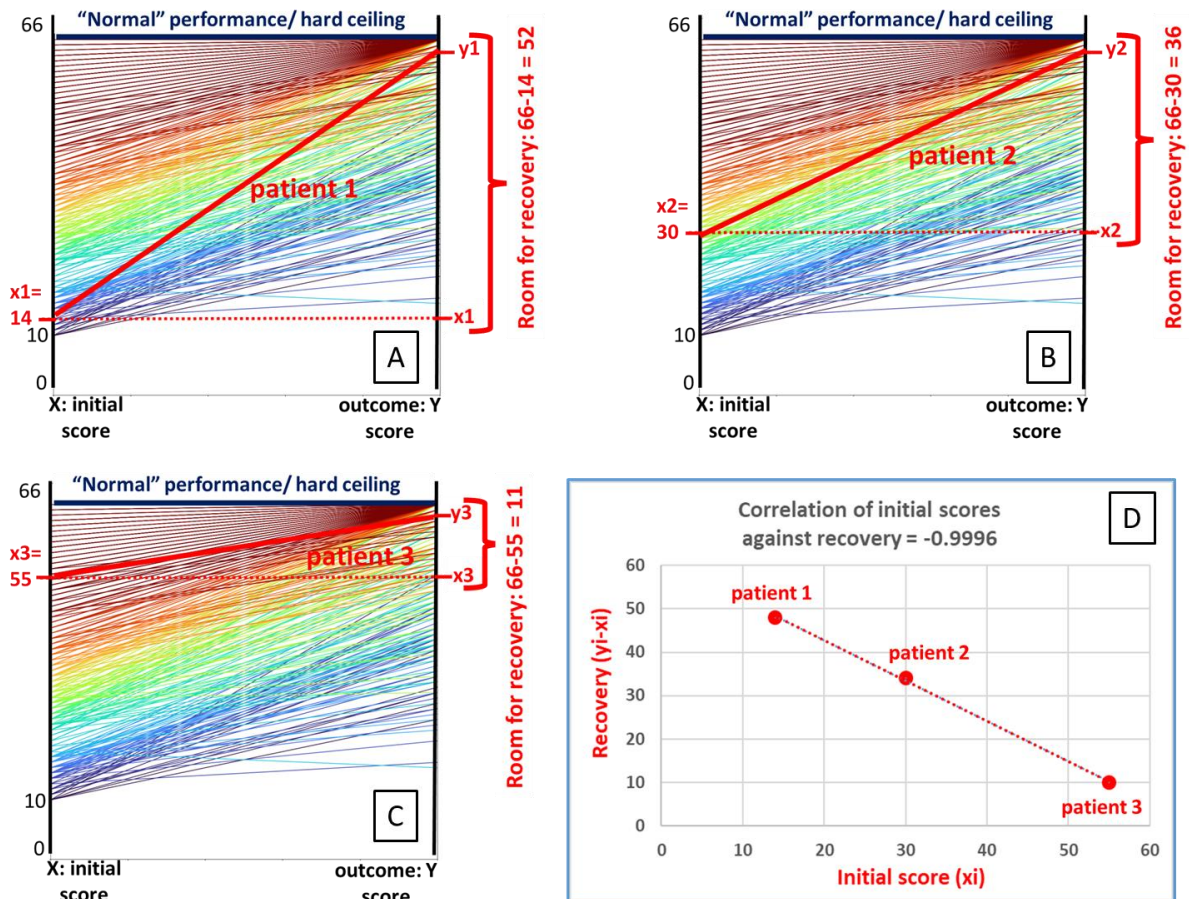 “Normal” performance/ hard ceiling
66
y1
Room for recovery: 66-14 = 52
patient 1
x1=
14
x1
10
A
0
X: initial
score
outcome: Y
score
“Normal” performance/ hard ceiling
66
y2
Room for recovery: 66-30 = 36
patient 2
x2=
30
x2
10
B
0
X: initial
score
outcome: Y
score
“Normal” performance/ hard ceiling
66
y3
Room for recovery: 66-55 = 11
x3=
patient 3
55
x3
10
C
0
X: initial
score
outcome: Y
score
D
Correlation of initial scores
against recovery = -0.9996
60
50
40
30
20
10
0
Recovery (yi-xi)
patient 1
patient 2
patient 3
0 10 20 30 40 50 60
Initial score (xi)